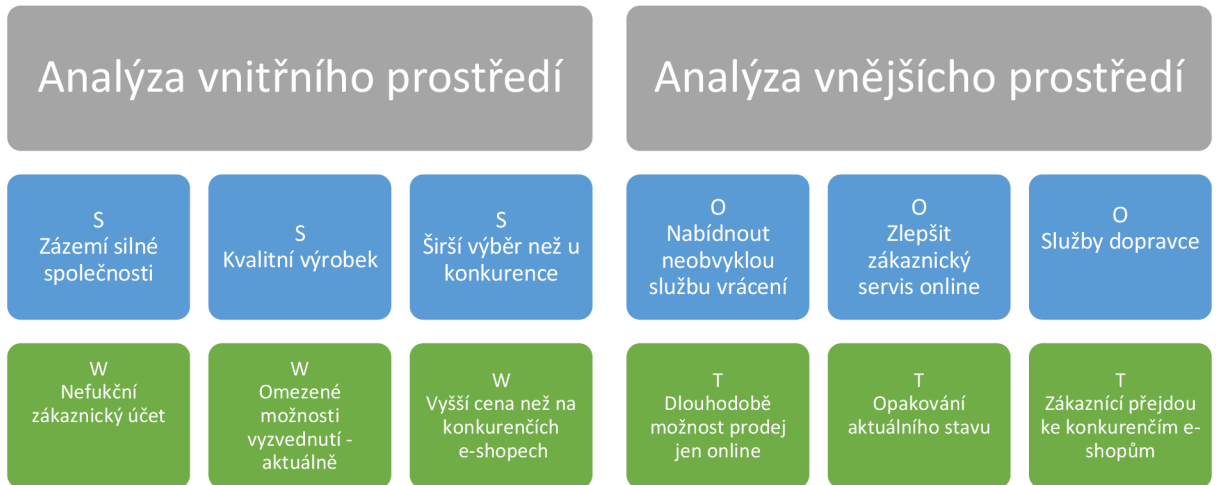 Analýza vnitřního prostředí
Analýza vnějšícho prostředí
S
Zázemí silné
společnosti
S
Kvalitní výrobek
S
Širší výběr než u
konkurence
O
Nabídnout
neobvyklou
službu vrácení
O
Zlepšit
zákaznický
servis online
O
Služby dopravce
W
Nefukční
zákaznický účet
W
Omezené
možnosti
vyzvednutí -
aktuálně
W
Vyšší cena než na
konkurenčích
e-shopech
T
Dlouhodobě
možnost prodej
jen online
T
Opakování
aktuálního stavu
T
Zákazníci přejdou
ke konkurenčím e-
shopům